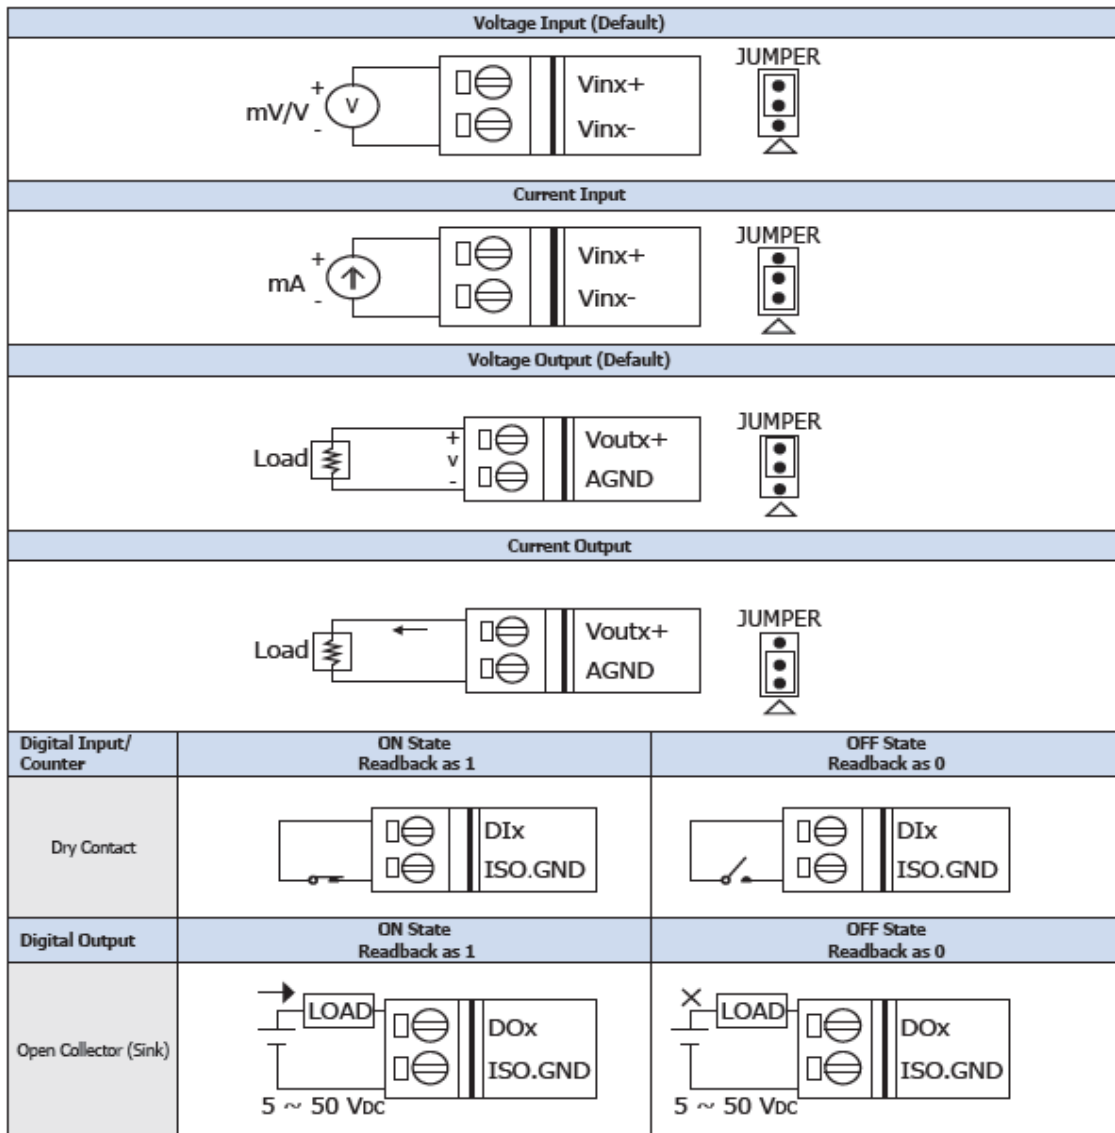 Voltage Input (Default)
JUMPER
+
mV/V
V
-
Vinx+
Vinx-
Current Input
JUMPER
+
mA
-
Vinx+
Vinx-
Voltage Output (Default)
JUMPER
Load
+
v
-
Voutx+
AGND
Current Output
JUMPER
Load
Voutx+
AGND
Digital Input/
Counter
ON State
Readback as 1
OFF State
Readback as 0
Dry Contact
DIx
ISO.GND
DIx
ISO.GND
Digital Output
ON State
Readback as 1
OFF State
Readback as 0
Open Collector (Sink)
LOAD
DOx
ISO.GND
5 ~ 50 VDC
LOAD
DOx
ISO.GND
5 ~ 50 VDC